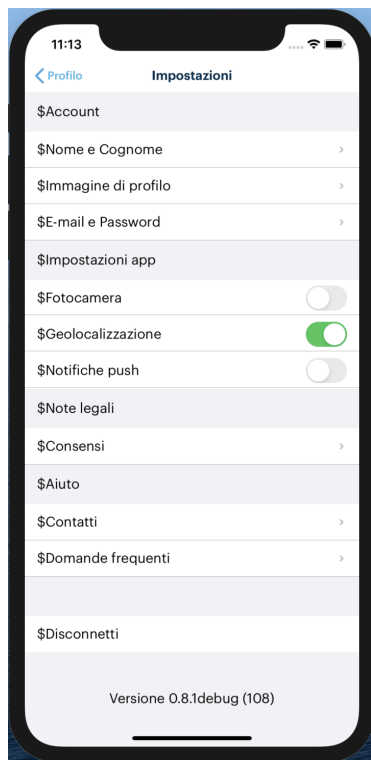 11:13
Profilo Impostazioni
$Account
$Nome e Cognome
$Immagine di profilo
$E-mail e Password
$Impostazioni app
$Fotocamera
$Geolocalizzazione
$Notifiche push
$Note legali
$Consensi
$Aiuto
$Contatti
$Domande frequenti
$Disconnetti
Versione 0.8.1debug (108)